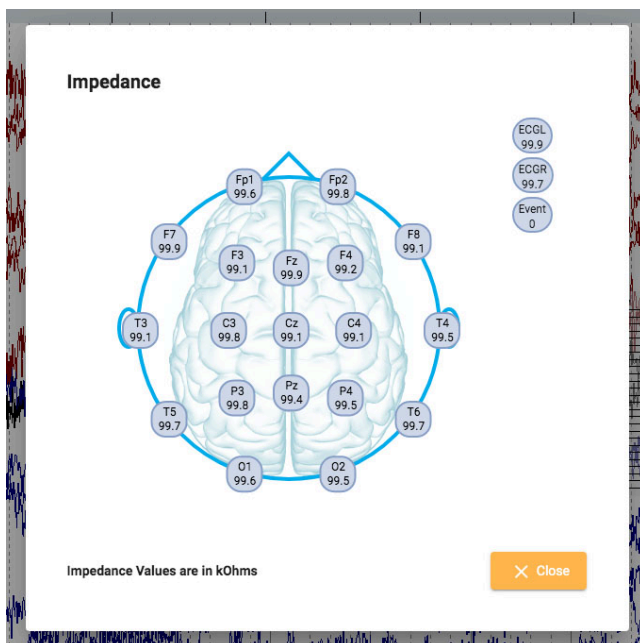 Impedance
ECGL
99.9
ECGR
99.7
Event
0
Fp1
99.6
Fp2
99.8
F7
99.9
F8
99.1
F3
99.1
Fz
99.9
F4
99.2
T3
99.1
C3
99.8
Cz
99.1
C4
99.1
T4
99.5
P3
99.8
Pz
99.4
P4
99.5
T5
99.7
T6
99.7
O1
99.6
O2
99.5
Impedance Values are in kOhms
Close